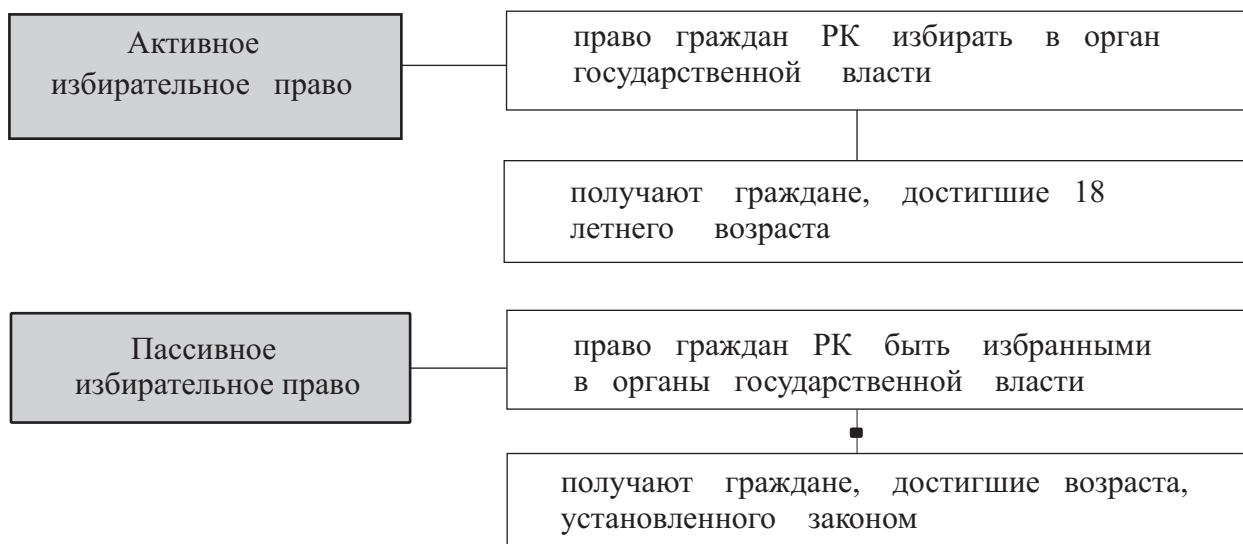 Активное
избирательное право
право граждан РК избирать в орган
государственной власти
получают граждане, достигшие 18
летнего возраста
Пассивное
избирательное право
право граждан РК быть избранными
в органы государственной власти
получают граждане, достигшие возраста,
установленного законом